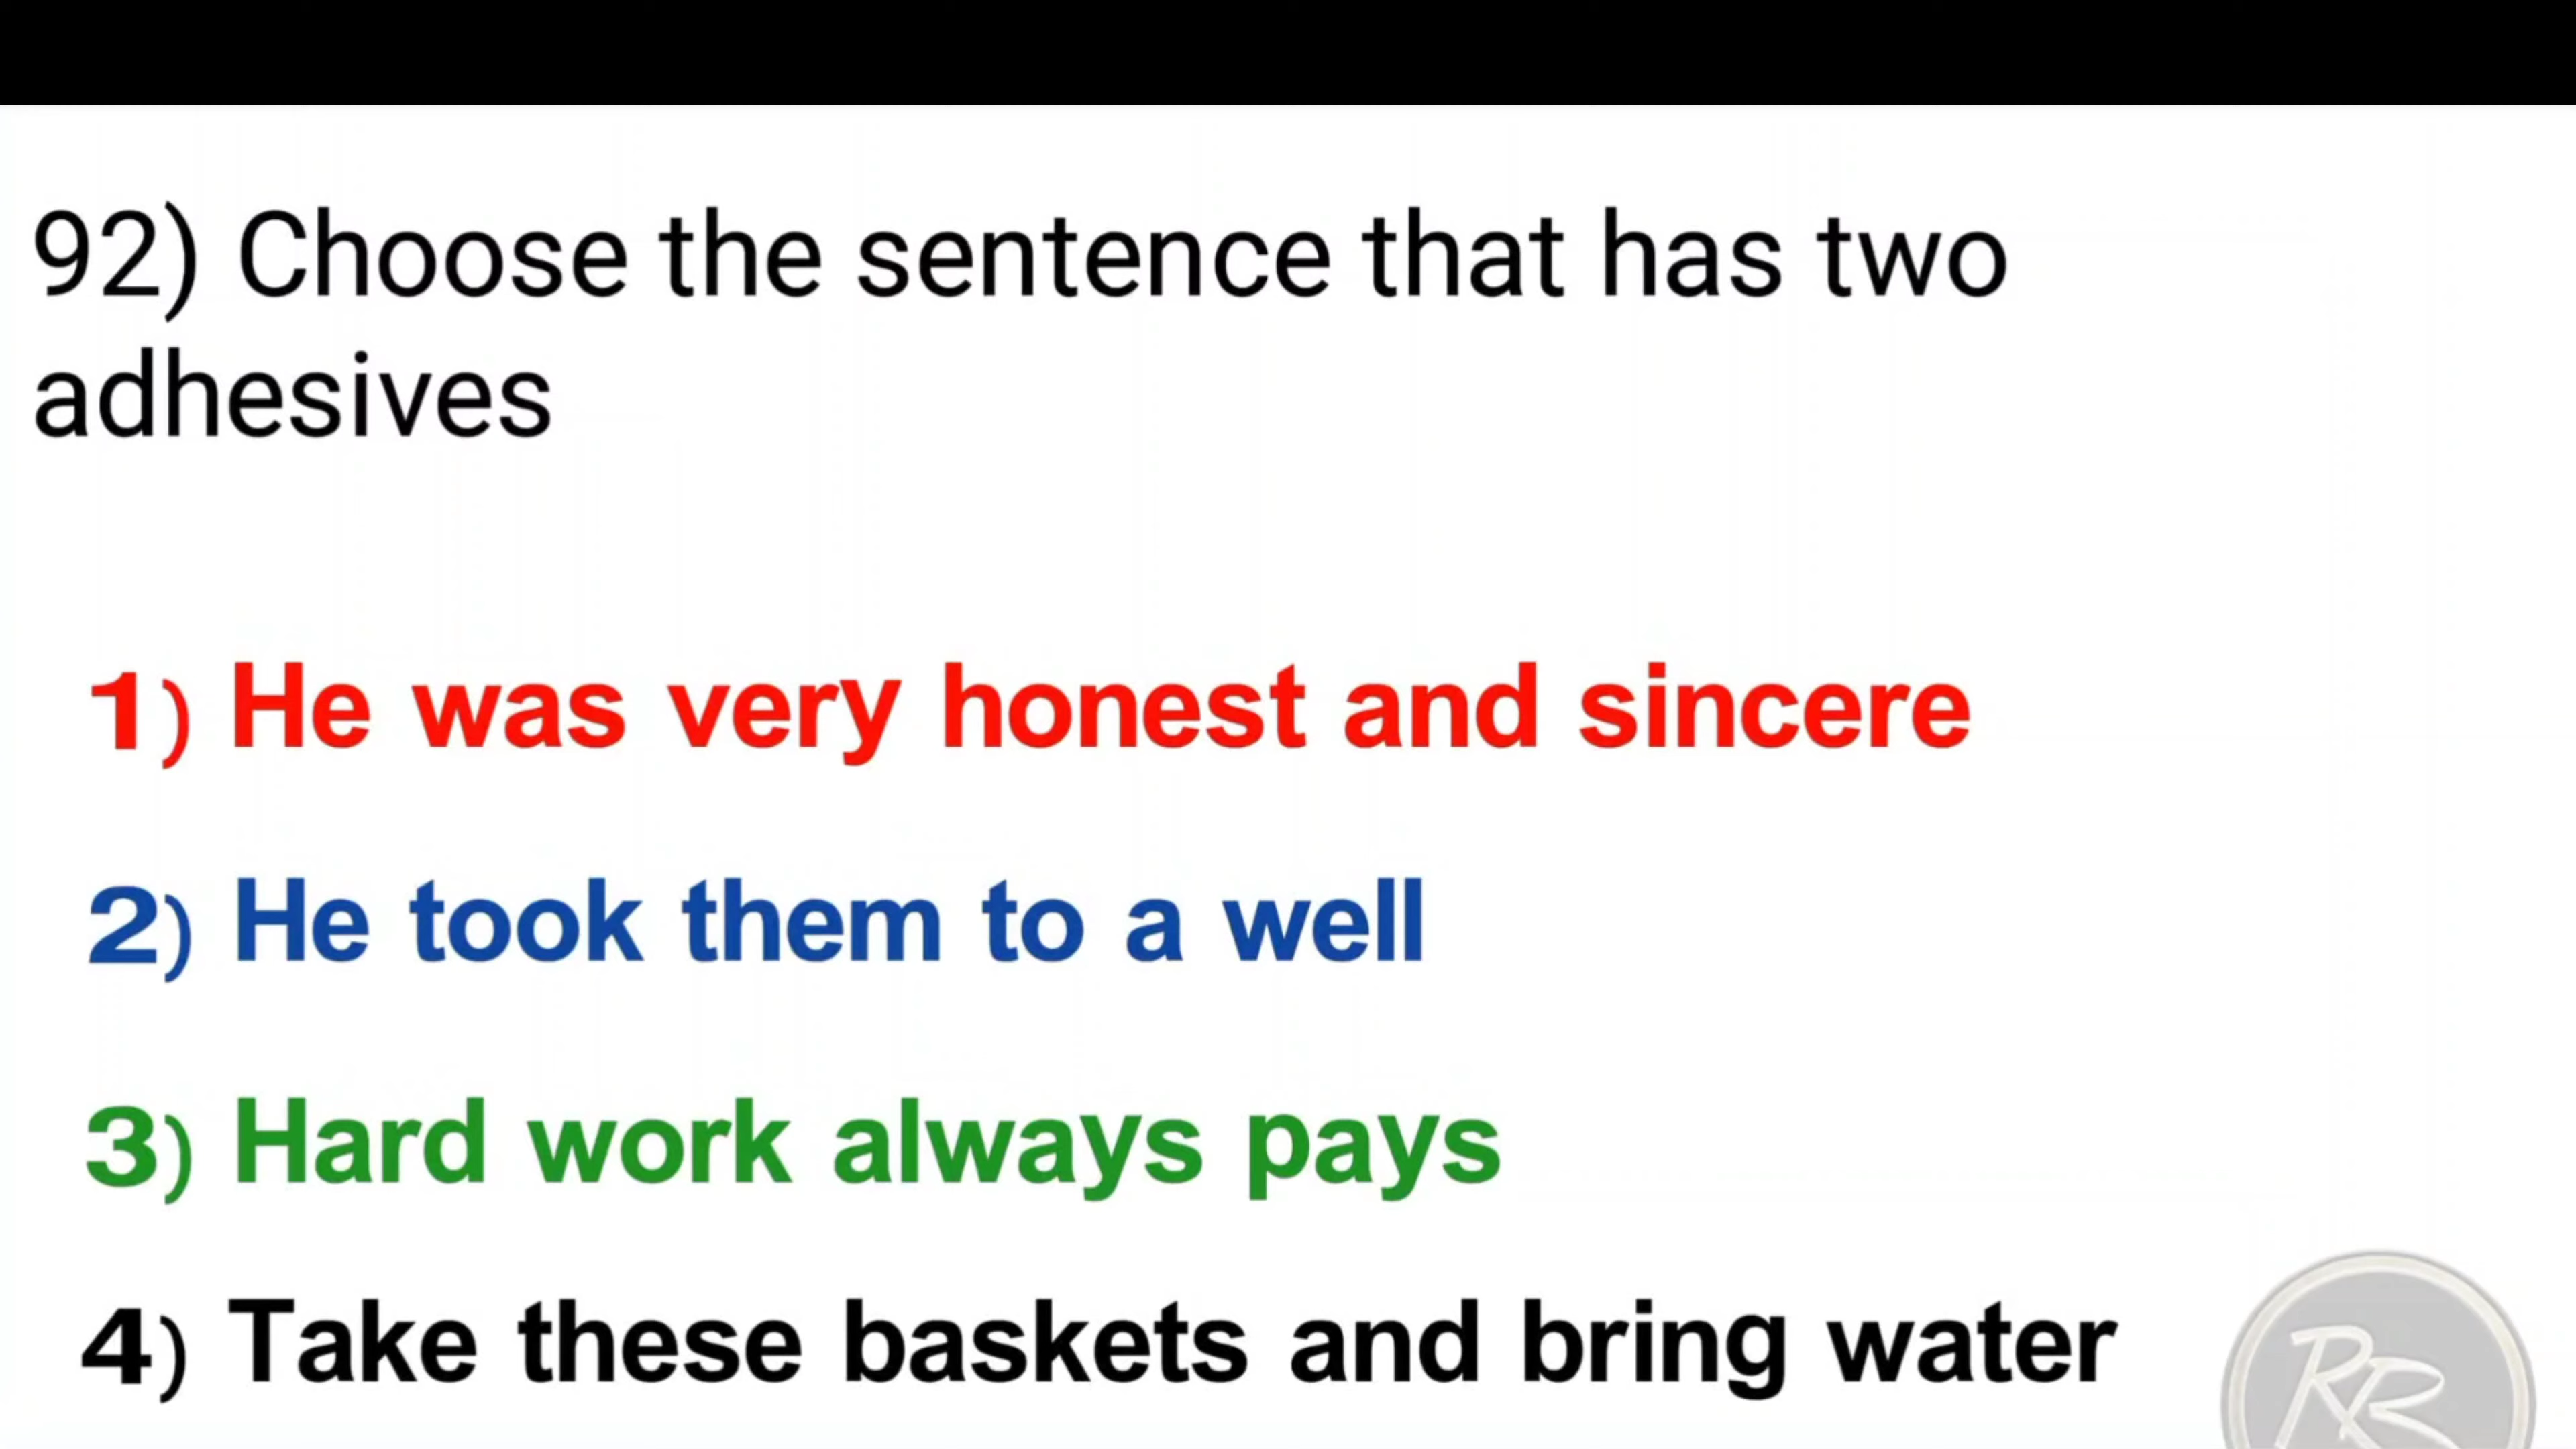 92) Choose the sentence that has two
adhesives
1) He was very honest and sincere
2) He took them to a well
3) Hard work always pays
4) Take these baskets and bring water
RR